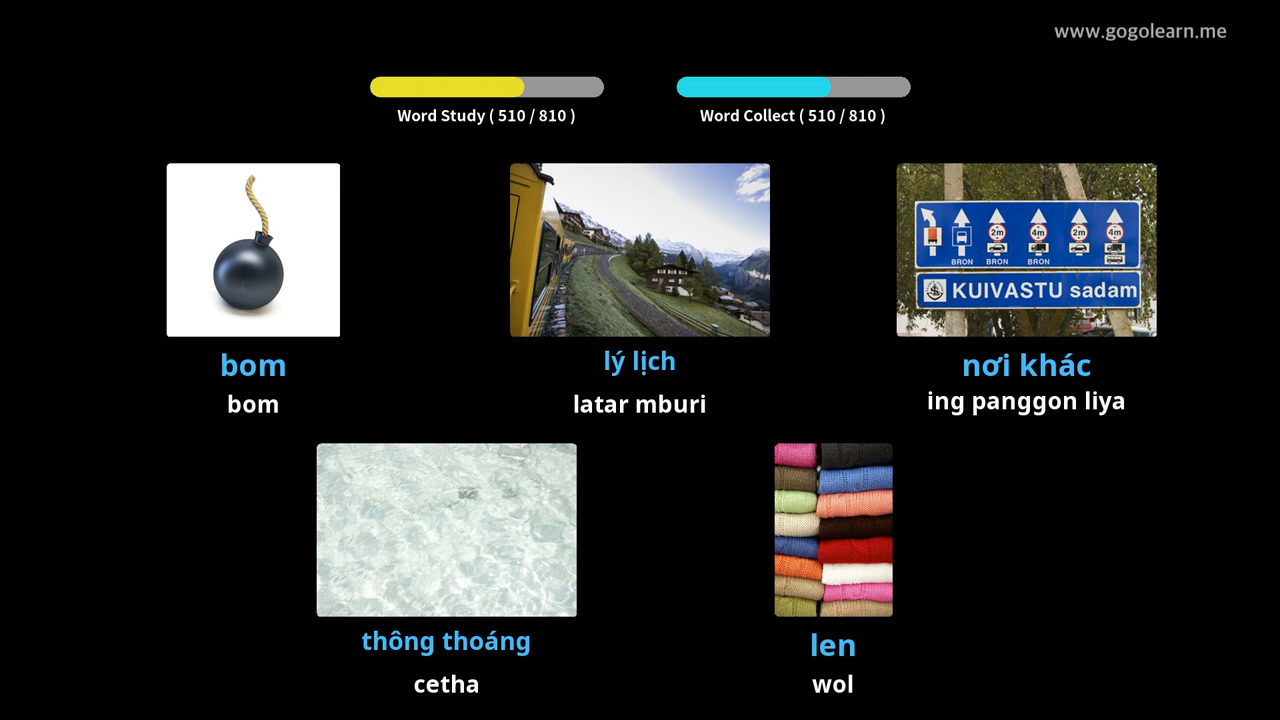 www.gogolearn.me
Word Study ( 510 / 810 )
Word Collect ( 510 / 810 )
2m
4m
2m
4m
BRON
BRON
BRON
KUIVASTU sadam
bom
bom
lý lịch
latar mburi
nơi khác
ing panggon liya
thông thoáng
cetha
len
wol